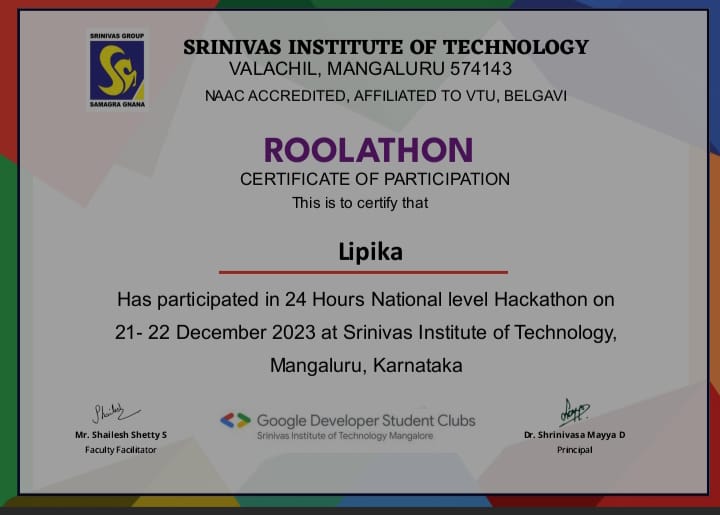 SRINIVAS GROUP
SAMAGRA GNANA
SRINIVAS INSTITUTE OF TECHNOLOGY
VALACHIL, MANGALURU 574143
NAAC ACCREDITED, AFFILIATED TO VTU, BELGAVI
ROOLATHON
CERTIFICATE OF PARTICIPATION
This is to certify that
Lipika
Has participated in 24 Hours National level Hackathon on
21- 22 December 2023 at Srinivas Institute of Technology,
Mangaluru, Karnataka
Mr. Shailesh Shetty S
Faculty Facilitator
Google Developer Student Clubs
Srinivas Institute of Technology Mangalore
Dr. Shrinivasa Mayya D
Principal